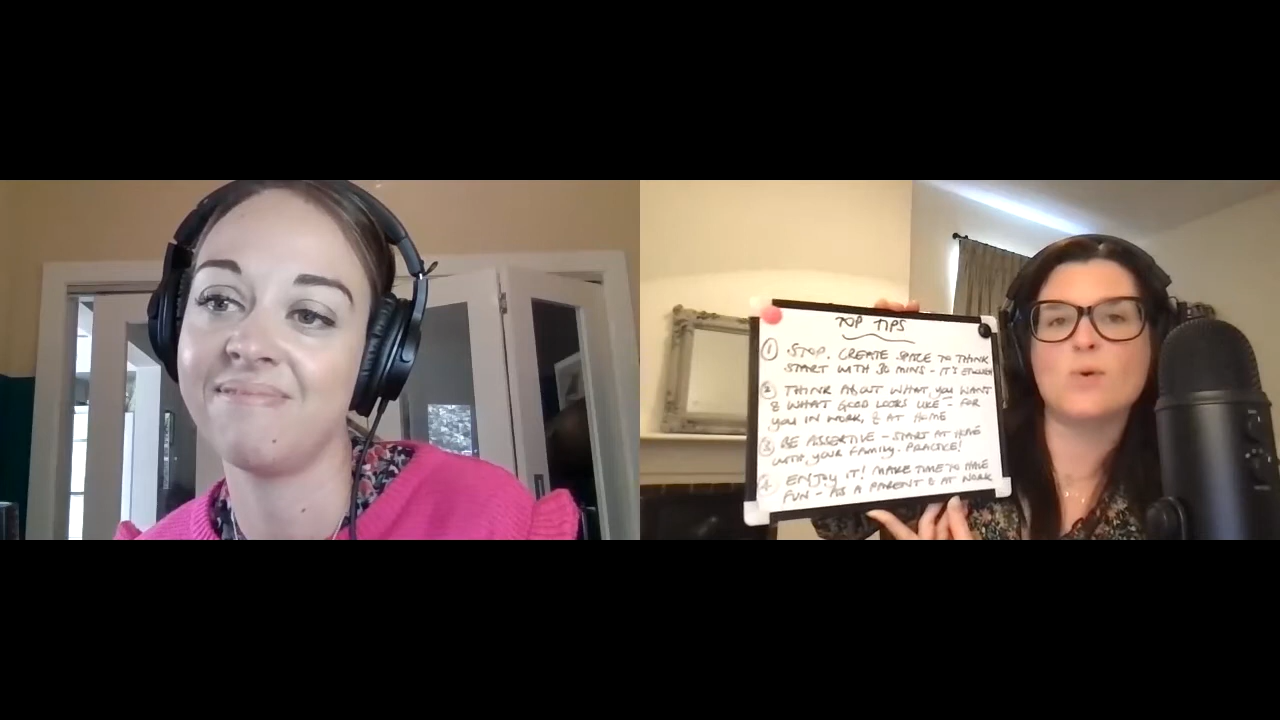 TOP TIPS
1 STOP. CREATE SPACE TO THINK
START WITH 30 MINS - IT'S ENOUGH
2 THINK ABOUT WHAT, YOU WANT
& WHAT GOOD LOOKS LIKE - FOR
YOU IN WORK, & AT HOME
3 BE ASSERTIVE - STARTS AT HOME
WITH YOUR FAMILY. PRACTICE!
4. ENJOY IT! MAKE TIME TO HAVE
FUN - AS A PARENT & AT WORK